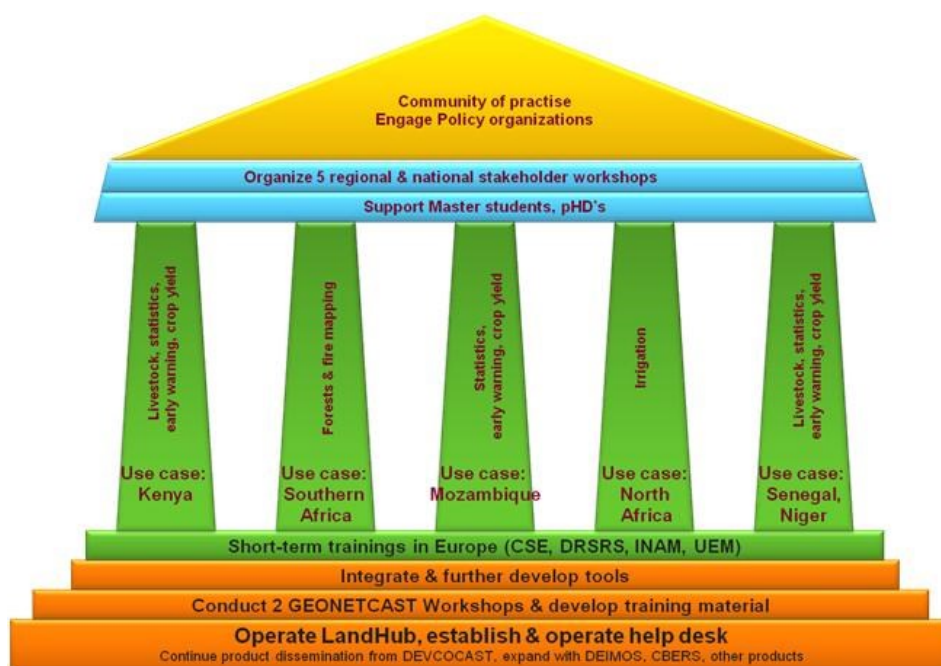 Community of practise
Engage Policy organizations
Organize 5 regional & national stakeholder workshops
Support Master students, pHD's
Livestock, statistics,
early warning, crop yield
Use case:
Kenya
Forests & fire mapping
Use case:
Southern
Africa
Statistics,
early warning, crop yield
Use case:
Mozambique
Irrigation
Use case:
North
Africa
Livestock, statistics,
early warning, crop yield
Use case:
Senegal,
Niger
Short-term trainings in Europe (CSE, DRSRS, INAM, UEM)
Integrate & further develop tools
Conduct 2 GEONETCAST Workshops & develop training material
Operate LandHub, establish & operate help desk
Continue product dissemination from DEVCOCAST, expand with DEIMOS, CBERS, other products